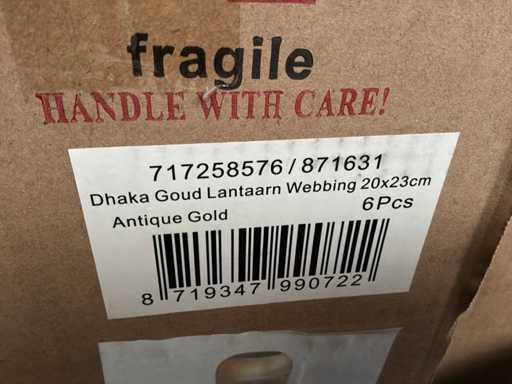 fragile
HANDLE WITH CARE!
717258576 / 871631
Dhaka Goud Lantaarn Webbing 20x23cm
Antique Gold 6Pcs
8 719347 990722